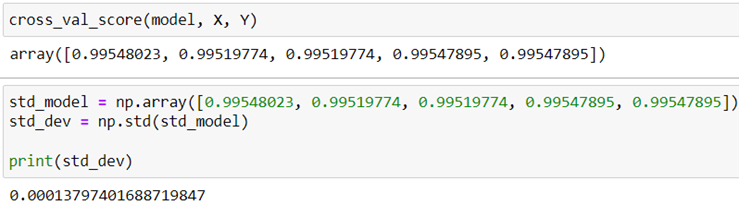 cross_val_score(model, X, Y)
array([0.99548023, 0.99519774, 0.99519774, 0.99547895, 0.99547895])
std_model = np.array([0.99548023, 0.99519774, 0.99519774, 0.99547895, 0.99547895])
std_dev = np.std(std_model)
print(std_dev)
0.00013797401688719847